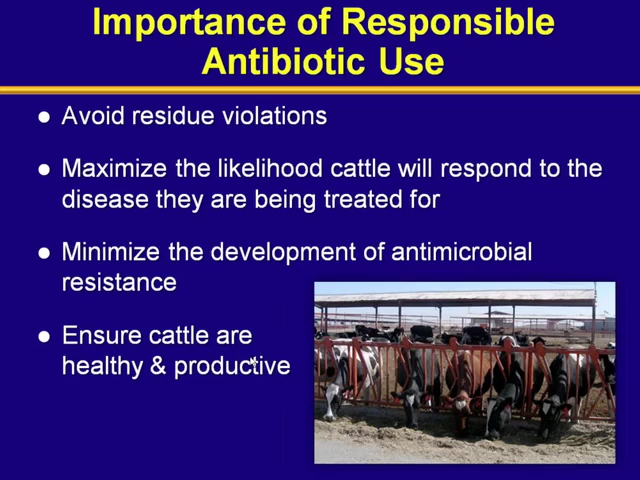 Importance of Responsible
Antibiotic Use
● Avoid residue violations
● Maximize the likelihood cattle will respond to the
disease they are being treated for
● Minimize the development of antimicrobial
resistance
● Ensure cattle are
healthy & productive